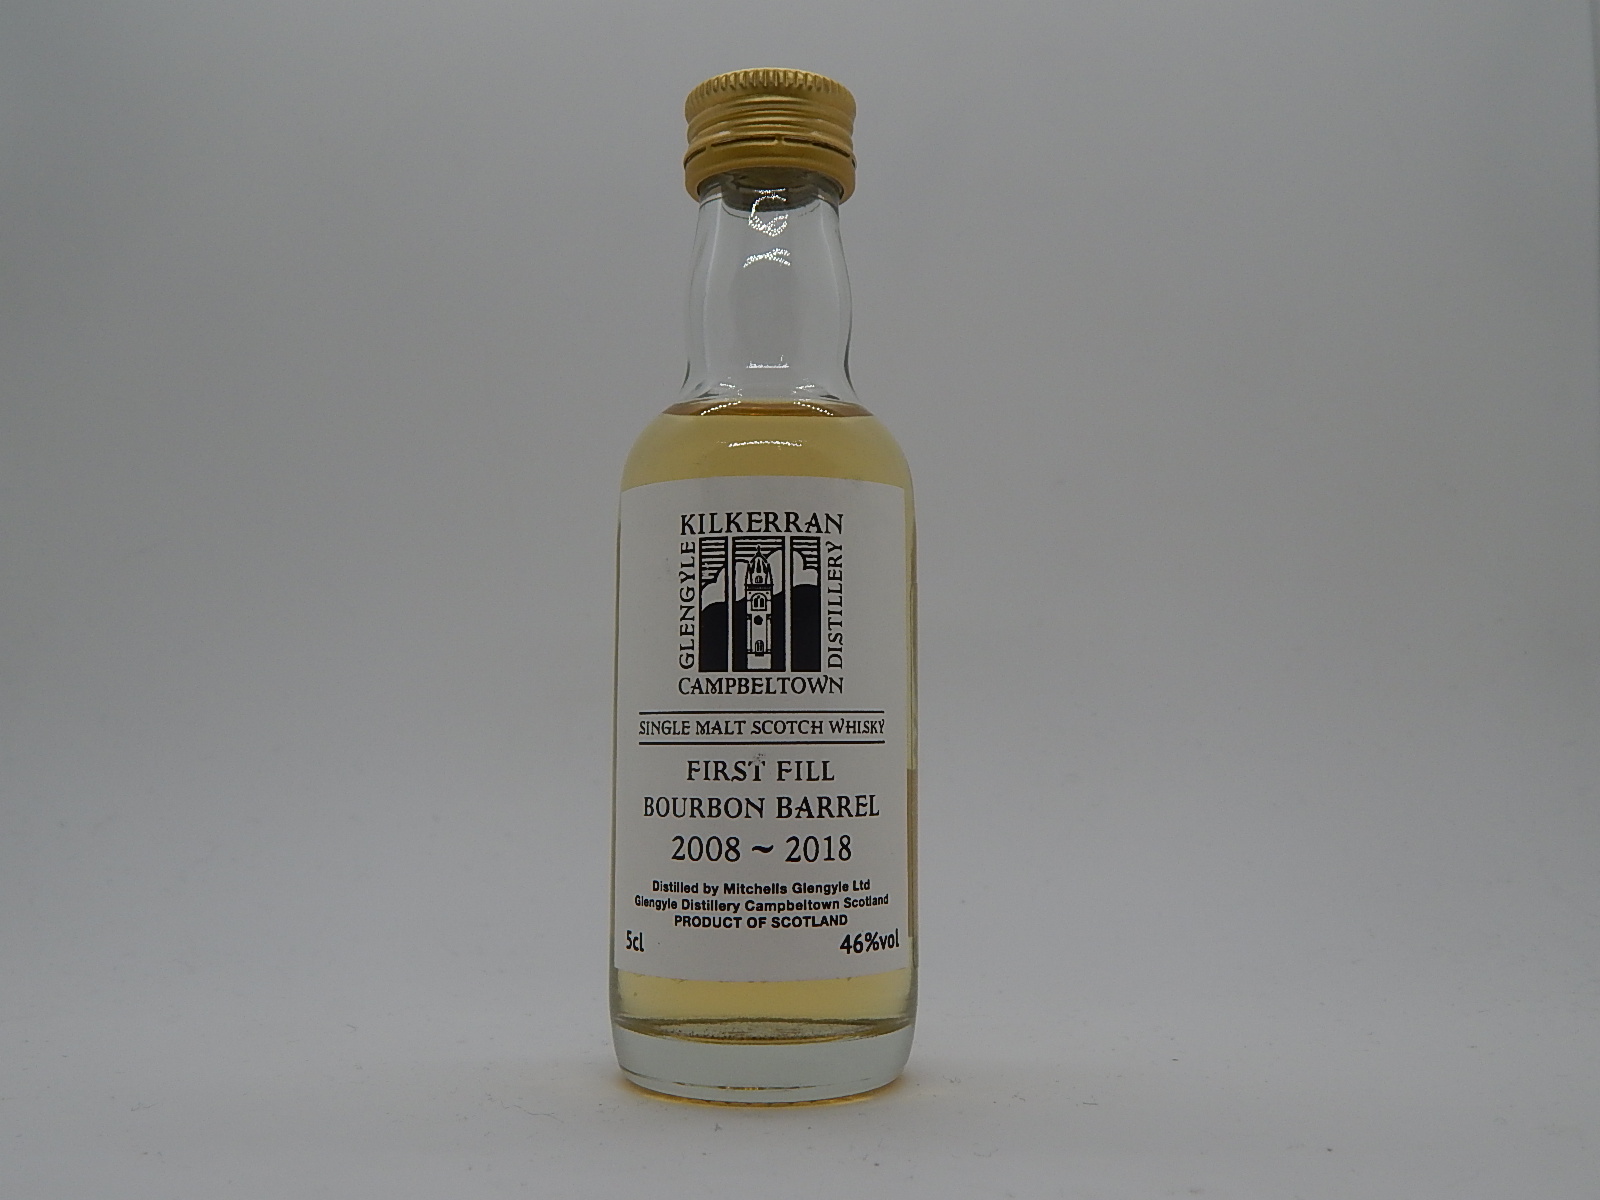 KILKERRAN
GLENGYLE
DISTILLERY
CAMPBELTOWN
SINGLE MALT SCOTCH WHISKY
FIRST FILL
BOURBON BARREL
2008 ~ 2018
Distilled by Mitchells Glengyle Ltd
Glengyle Distillery Campbeltown Scotland
PRODUCT OF SCOTLAND
5cl 46%vol